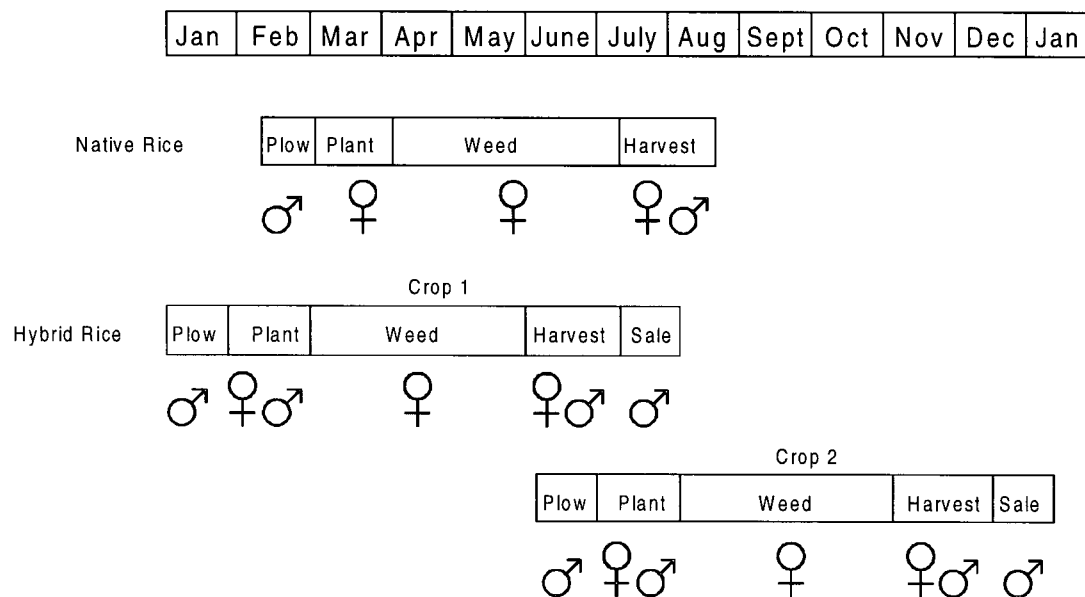 Jan Feb Mar Apr May June July Aug Sept Oct Nov Dec Jan
Native Rice Plow Plant Weed Harvest
♂ ♀ ♀ ♀ ♂
Crop 1
Hybrid Rice Plow Plant Weed Harvest Sale
♂ ♀ ♂ ♀ ♀ ♂ ♂
Crop 2
Plow Plant Weed Harvest Sale
♂ ♀ ♂ ♀ ♀ ♂ ♂